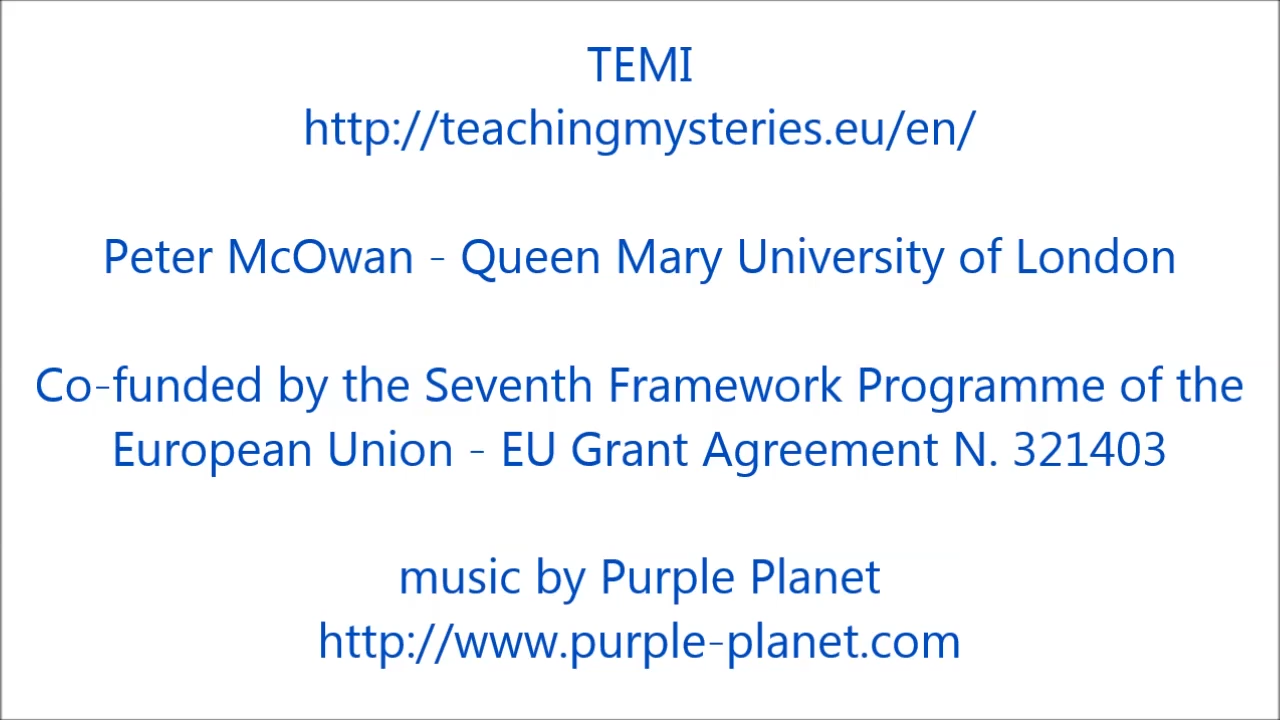 TEMI
http://teachingmysteries.eu/en/
Peter McOwan - Queen Mary University of London
Co-funded by the Seventh Framework Programme of the
European Union - EU Grant Agreement N. 321403
music by Purple Planet
http://www.purple-planet.com